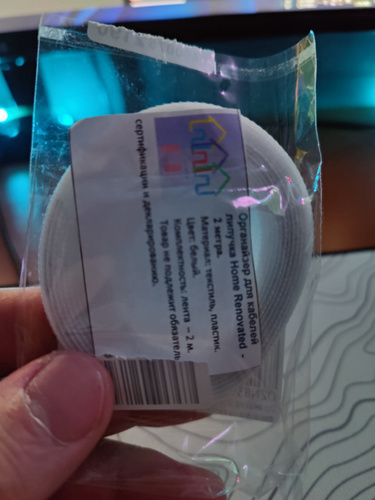 Органайзер для кабелей
липучка Home Renovated -
2 метра.
Материал: текстиль, пластик.
Цвет: белый.
Комплектность: лента – 2 м.
Товар не подлежит обязатель
сертификации и декларированию.